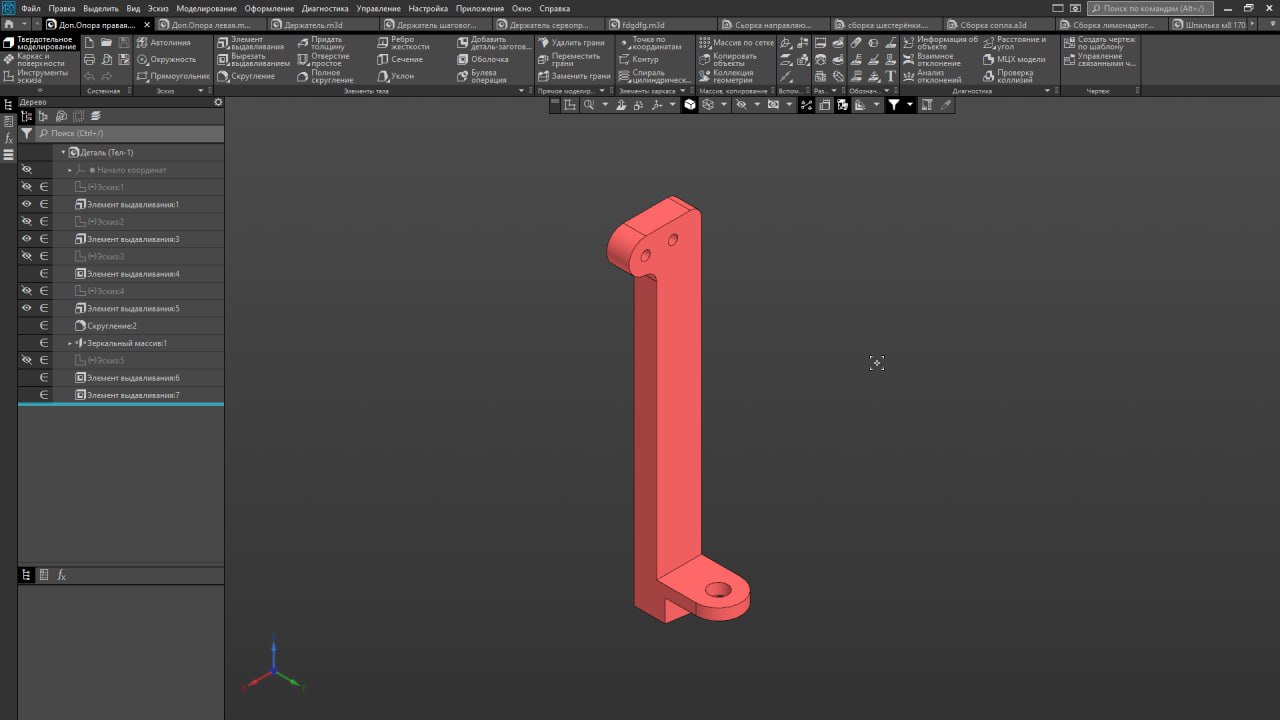 Файл Правка Выделить Вид Эскиз Моделирование Оформление Диагностика Управление Настройка Приложения Окно Справка
Поиск по командам (Alt+/)
Доп.Опора правая.... Доп.Опора левая.m... Держатель.m3d Держатель шаговог... Держатель сервопр... fdgdfg.m3d Сьорка направляю... сборка шестерёнки.... Сборка сопла.a3d Сборка лимонадног... Шпилька м8 170.
Твердотельное моделирование
Каркас и поверхности
Инструменты эскиза
Системная
Автолиния
Окружность
Прямоугольник
Эскиз
Элемент выдавливания
Вырезать выдавливанием
Скругление
Придать толщину
Отверстие простое
Полное скругление
Ребро жесткости
Сечение
Уклон
Добавить деталь-заготов...
Оболочка
Булева операция
Элементы тела
Удалить грани
Переместить грани
Заменить грани
Прямое моделир...
Точка по координатам
Контур
Спираль цилиндрическ...
Элементы каркаса
Массив по сетке
Копировать объекты
Коллекция геометрии
Массив, копирование
Вспом...
Раз...
Обознач...
Информация об объекте
Взаимное отклонение
Анализ отклонений
Расстояние и угол
МЦХ модели
Проверка коллизий
Диагностика
Создать чертеж по шаблону
Управление связанными ч...
Чертеж
Дерево
Поиск (Ctrl+/)
Деталь (Тел-1)
Начало координат
(-)Эскиз:1
Элемент выдавливания:1
(-)Эскиз:2
Элемент выдавливания:3
(-)Эскиз:3
Элемент выдавливания:4
(-)Эскиз:4
Элемент выдавливания:5
Скругление:2
Зеркальный массив:1
(-)Эскиз:5
Элемент выдавливания:6
Элемент выдавливания:7